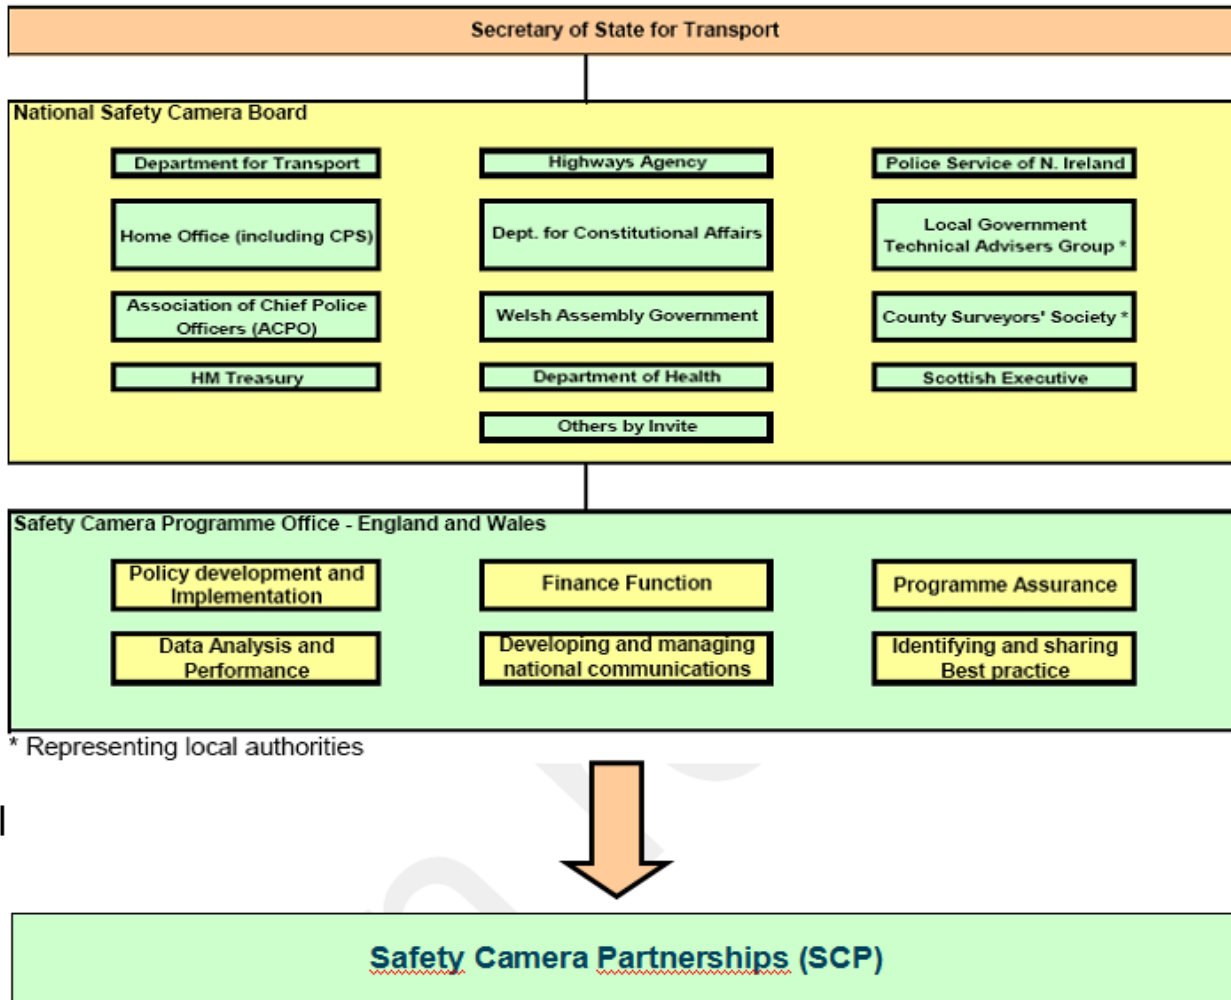 Secretary of State for Transport
National Safety Camera Board
Department for Transport
Highways Agency
Police Service of N. Ireland
Home Office (including CPS)
Dept. for Constitutional Affairs
Local Government
Technical Advisers Group *
Association of Chief Police
Officers (ACPO)
Welsh Assembly Government
County Surveyors' Society *
HM Treasury
Department of Health
Scottish Executive
Others by Invite
Safety Camera Programme Office - England and Wales
Policy development and
Implementation
Finance Function
Programme Assurance
Data Analysis and
Performance
Developing and managing
national communications
Identifying and sharing
Best practice
* Representing local authorities
Safety Camera Partnerships (SCP)